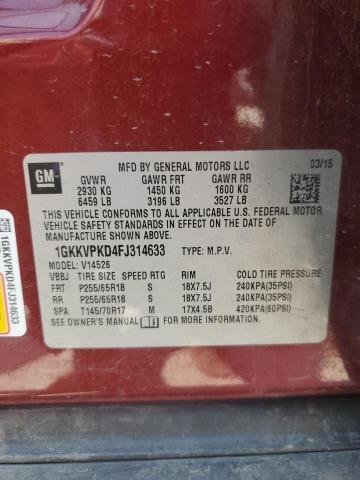 GM
MFD BY GENERAL MOTORS LLC
03/15
GVWR GAWR FRT GAWR RR
2930 KG 1450 KG 1600 KG
6459 LB 3196 LB 3527 LB
THIS VEHICLE CONFORMS TO ALL APPLICABLE U.S. FEDERAL MOTOR
VEHICLE SAFETY, BUMPER, AND THEFT PREVENTION STANDARDS IN
EFFECT ON THE DATE OF MANUFACTURE SHOWN ABOVE.
1GKKVPKD4FJ314633 TYPE: M.P.V.
MODEL: V14526
VBBJ TIRE SIZE SPEED RTG RIM COLD TIRE PRESSURE
FRT P255/65R18 S 18X7.5J 240KPA(35PSI)
RR P255/65R18 S 18X7.5J 240KPA(35PSI)
SPA T145/70R17 M 17X4.5B 420KPA(60PSI)
SEE OWNER'S MANUAL FOR MORE INFORMATION.
1GKKVPKD4FJ314633